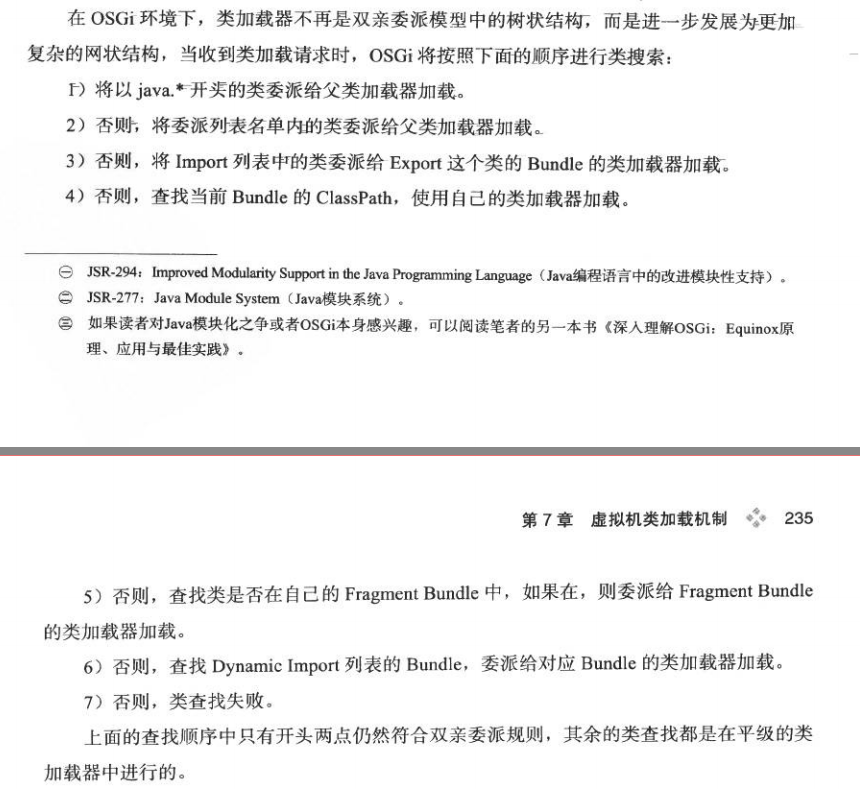 在 OSGi 环境下，类加载器不再是双亲委派模型中的树状结构，而是进一步发展为更加
复杂的网状结构，当收到类加载请求时，OSGi 将按照下面的顺序进行类搜索：
1）将以 java.* 开头的类委派给父类加载器加载。
2）否则，将委派列表名单内的类委派给父类加载器加载。
3）否则，将 Import 列表中的类委派给 Export 这个类的 Bundle 的类加载器加载。
4）否则，查找当前 Bundle 的 ClassPath，使用自己的类加载器加载。
㊀ JSR-294：Improved Modularity Support in the Java Programming Language（Java编程语言中的改进模块性支持）。
㊁ JSR-277：Java Module System（Java模块系统）。
㊂ 如果读者对Java模块化之争或者OSGi本身感兴趣，可以阅读笔者的另一本书《深入理解OSGi：Equinox原
理、应用与最佳实践》。
第 7 章 虚拟机类加载机制 235
5）否则，查找类是否在自己的 Fragment Bundle 中，如果在，则委派给 Fragment Bundle
的类加载器加载。
6）否则，查找 Dynamic Import 列表的 Bundle，委派给对应 Bundle 的类加载器加载。
7）否则，类查找失败。
上面的查找顺序中只有开头两点仍然符合双亲委派规则，其余的类查找都是在平级的类
加载器中进行的。